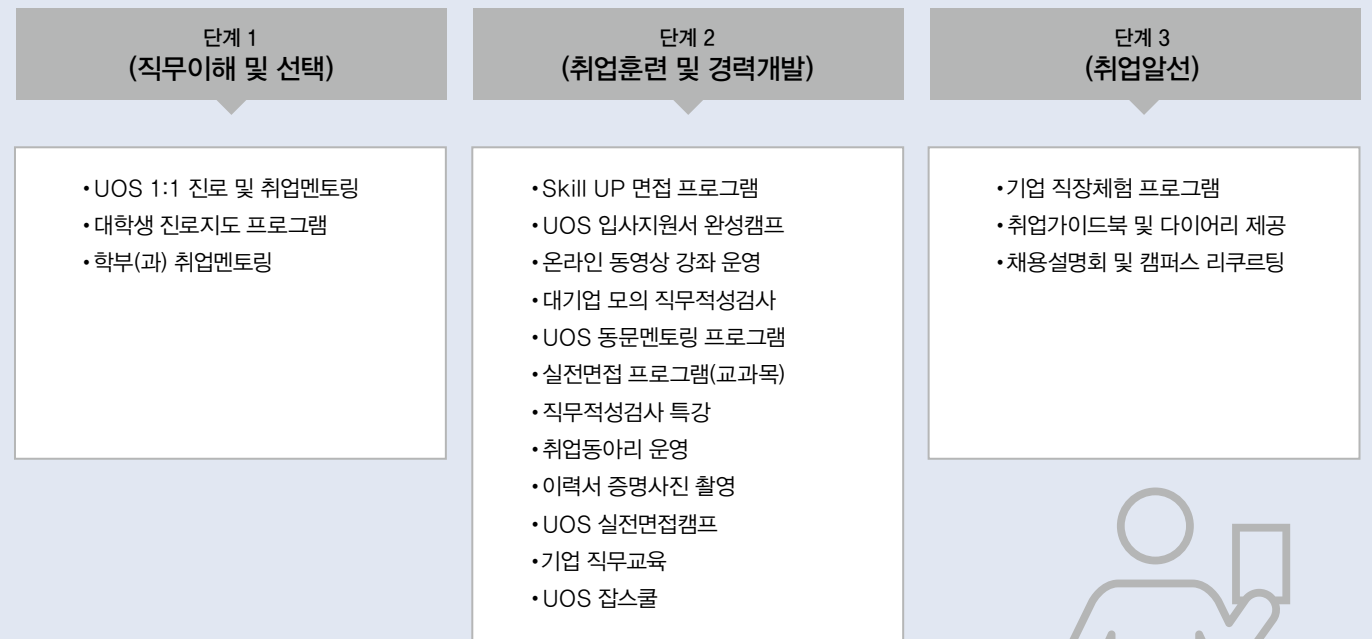 단계 1
(직무이해 및 선택)
•UOS 1:1 진로 및 취업멘토링
•대학생 진로지도 프로그램
•학부(과) 취업멘토링
단계 2
(취업훈련 및 경력개발)
•Skill UP 면접 프로그램
•UOS 입사지원서 완성캠프
•온라인 동영상 강좌 운영
•대기업 모의 직무적성검사
•UOS 동문멘토링 프로그램
•실전면접 프로그램(교과목)
•직무적성검사 특강
•취업동아리 운영
•이력서 증명사진 촬영
•UOS 실전면접캠프
•기업 직무교육
•UOS 잡스쿨
단계 3
(취업알선)
•기업 직장체험 프로그램
•취업가이드북 및 다이어리 제공
•채용설명회 및 캠퍼스 리쿠르팅